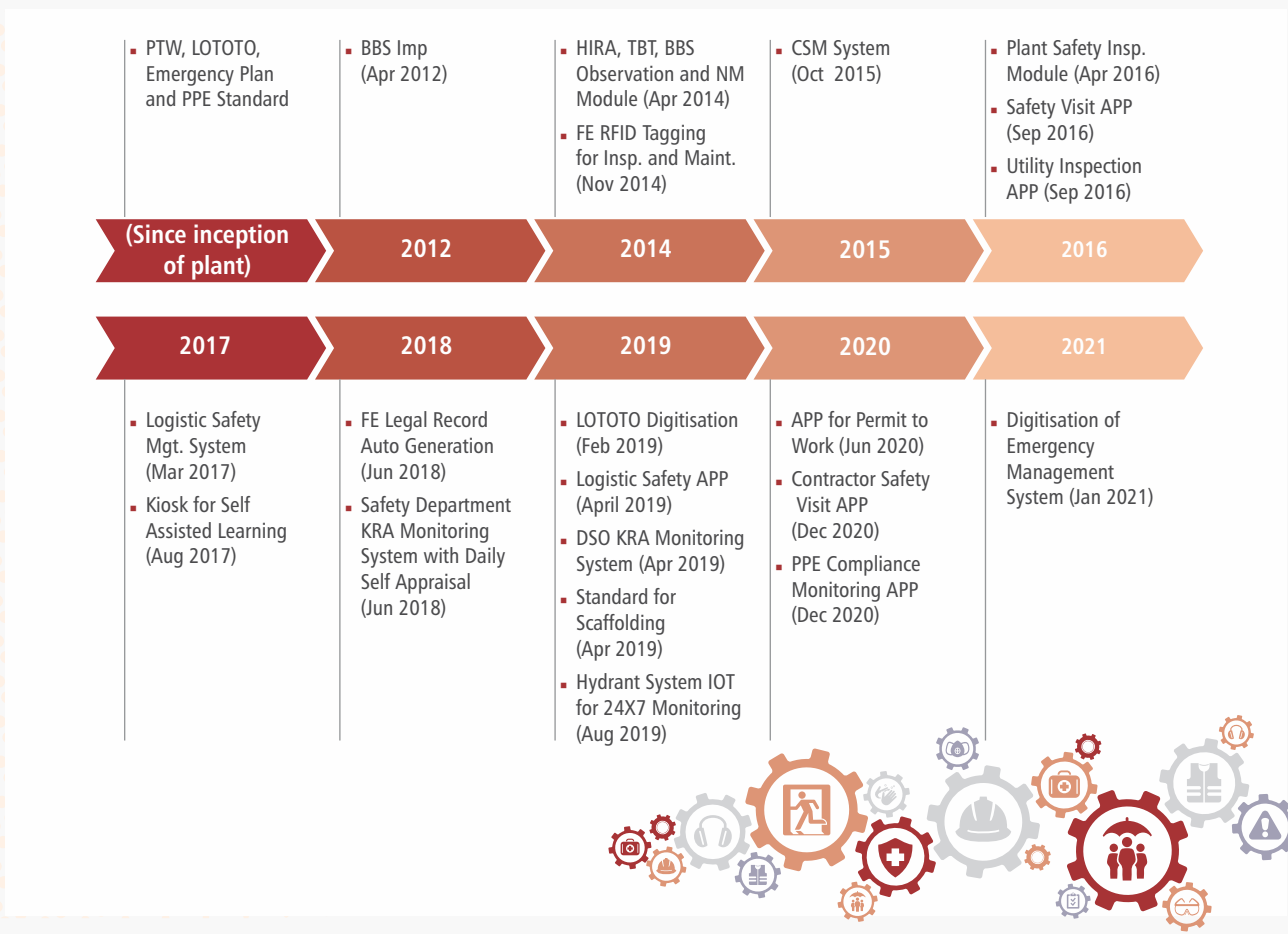 ▪ PTW, LOTOTO,
Emergency Plan
and PPE Standard
▪ BBS Imp
(Apr 2012)
▪ HIRA, TBT, BBS
Observation and NM
Module (Apr 2014)
▪ FE RFID Tagging
for Insp. and Maint.
(Nov 2014)
▪ CSM System
(Oct 2015)
▪ Plant Safety Insp.
Module (Apr 2016)
▪ Safety Visit APP
(Sep 2016)
▪ Utility Inspection
APP (Sep 2016)
(Since inception
of plant)
2012
2014
2015
2016
2017
2018
2019
2020
2021
▪ Logistic Safety
Mgt. System
(Mar 2017)
▪ Kiosk for Self
Assisted Learning
(Aug 2017)
▪ FE Legal Record
Auto Generation
(Jun 2018)
▪ Safety Department
KRA Monitoring
System with Daily
Self Appraisal
(Jun 2018)
▪ LOTOTO Digitisation
(Feb 2019)
▪ Logistic Safety APP
(April 2019)
▪ DSO KRA Monitoring
System (Apr 2019)
▪ Standard for
Scaffolding
(Apr 2019)
▪ Hydrant System IOT
for 24X7 Monitoring
(Aug 2019)
▪ APP for Permit to
Work (Jun 2020)
▪ Contractor Safety
Visit APP
(Dec 2020)
▪ PPE Compliance
Monitoring APP
(Dec 2020)
▪ Digitisation of
Emergency
Management
System (Jan 2021)